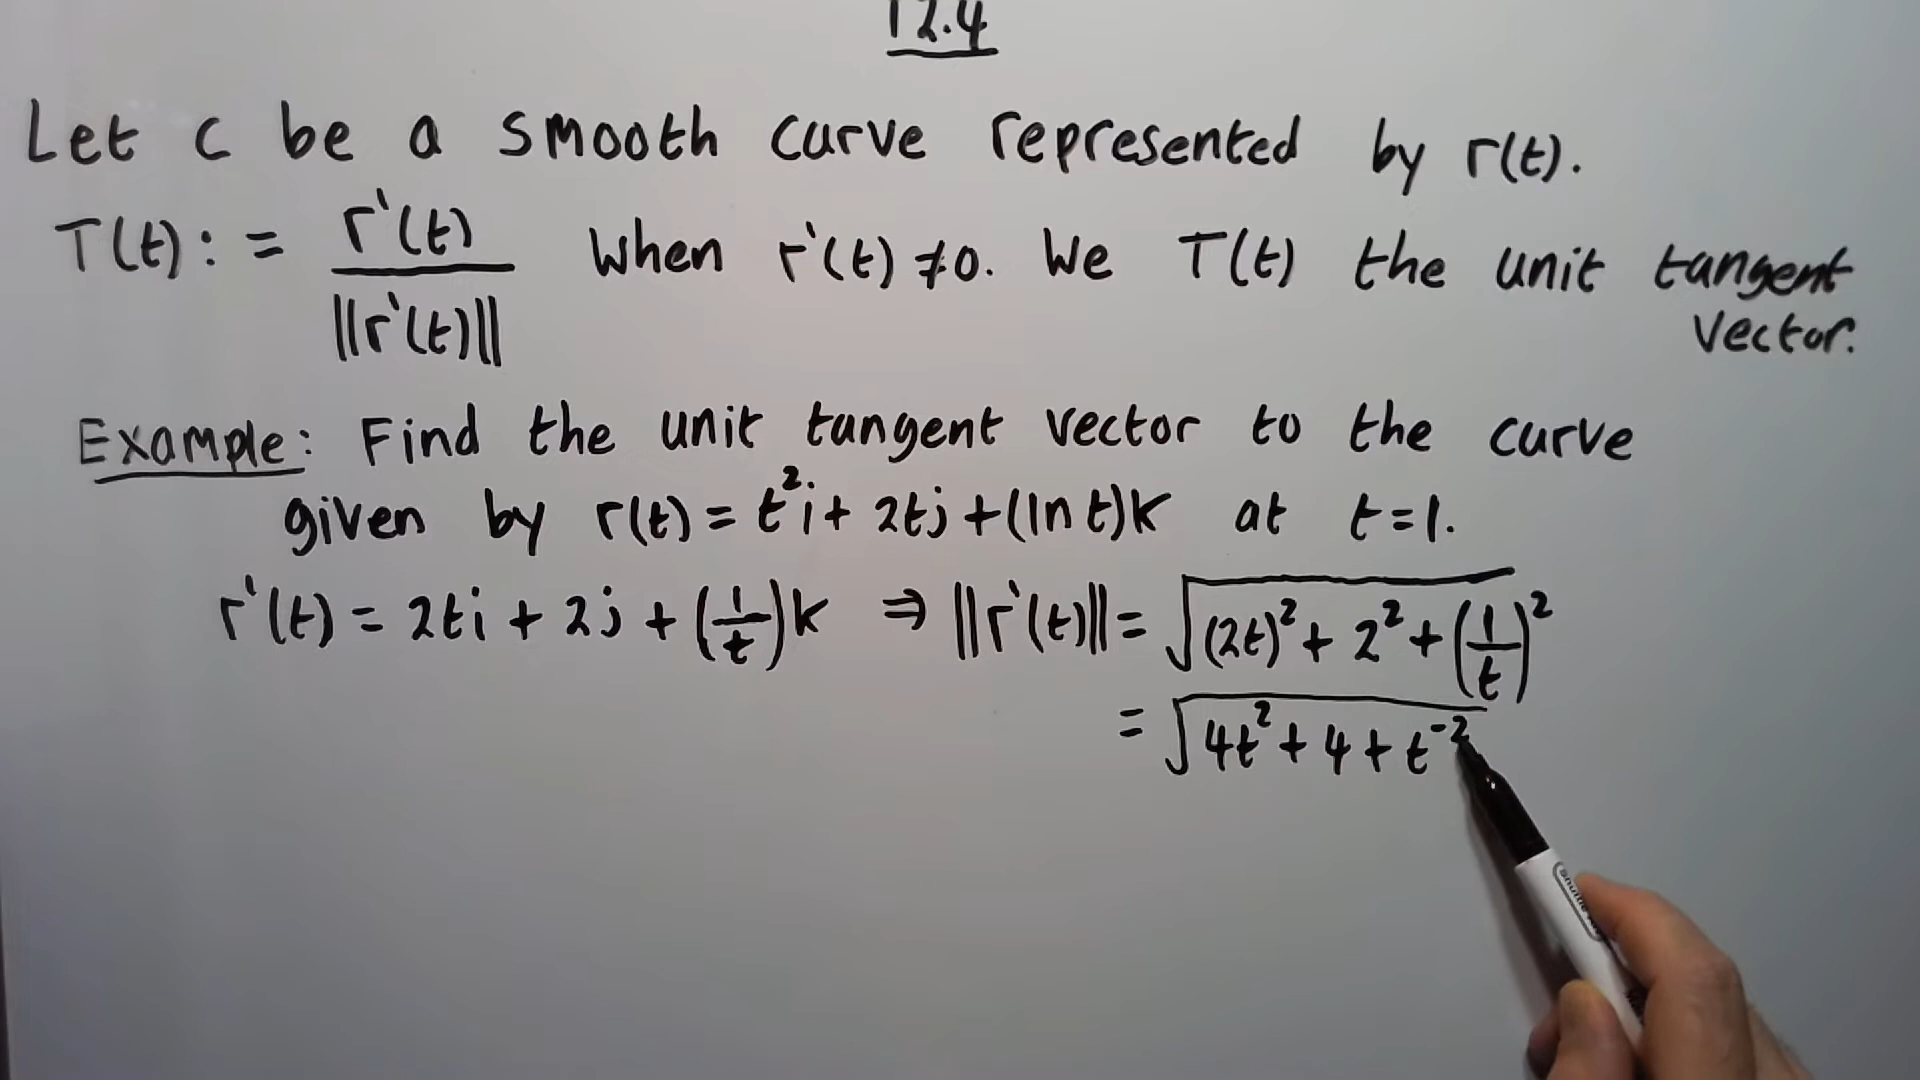 12.4
Let C be a smooth curve represented by r(t).
T(t) := r'(t) / ||r'(t)|| when r'(t) ≠ 0. We T(t) the unit tangent
vector.
Example: Find the unit tangent vector to the curve
given by r(t) = t²i + 2tj + (ln t)k at t = 1.
r'(t) = 2ti + 2j + (1/t)k ⇒ ||r'(t)|| = √((2t)² + 2² + (1/t)²)
= √(4t² + 4 + t⁻²)